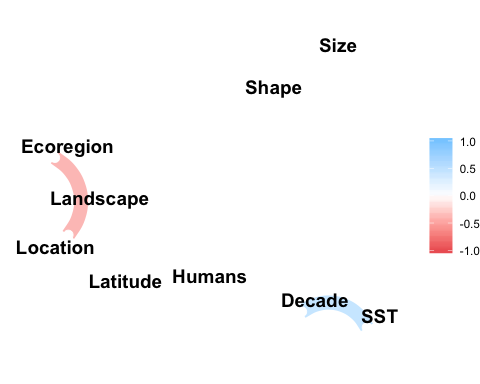 Size
Shape
Ecoregion
Landscape
Location
Latitude
Humans
Decade
SST
1.0
0.5
0.0
-0.5
-1.0